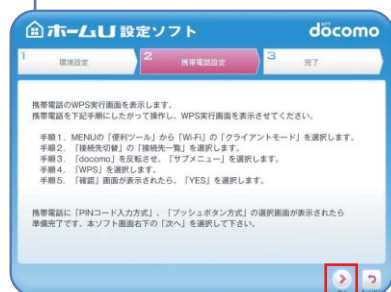 ホームU 設定ソフト
NTT
döcomo
1 環境設定
2 携帯電話設定
3 完了
携帯電話のWPS実行画面を表示します。
携帯電話を下記手順にしたがって操作し、WPS実行画面を表示させてください。
手順1. MENUの「便利ツール」から「Wi-Fi」の「クライアントモード」を選択します。
手順2. 「接続先切替」の「接続先一覧」を選択します。
手順3. 「docomo」を反転させ、「サブメニュー」を選択します。
手順4. 「WPS」を選択します。
手順5. 「確認」画面が表示されたら、「YES」を選択します。
携帯電話に「PINコード入力方式」、「プッシュボタン方式」の選択画面が表示されたら
準備完了です。本ソフト画面右下の「次へ」を選択して下さい。